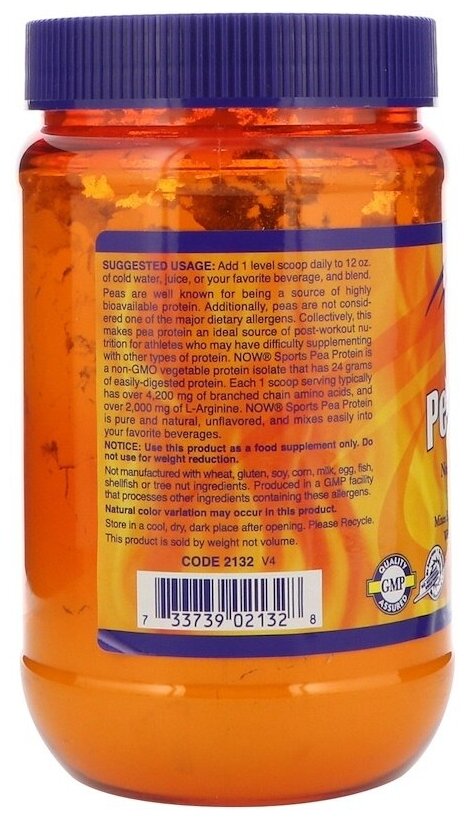 SUGGESTED USAGE: Add 1 level scoop daily to 12 oz.
of cold water, juice, or your favorite beverage, and blend.
Peas are well known for being a source of highly
bioavailable protein. Additionally, peas are not consid-
ered one of the major dietary allergens. Collectively, this
makes pea protein an ideal source of post-workout nu-
trition for athletes who may have difficulty supplementing
with other types of protein. NOW® Sports Pea Protein is
a non-GMO vegetable protein isolate that has 24 grams
of easily-digested protein. Each 1 scoop serving typically
has over 4,200 mg of branched chain amino acids, and
over 2,000 mg of L-Arginine. NOW® Sports Pea Protein
is pure and natural, unflavored, and mixes easily into
your favorite beverages.
NOTICE: Use this product as a food supplement only. Do
not use for weight reduction.
Not manufactured with wheat, gluten, soy, corn, milk, egg, fish,
shellfish or tree nut ingredients. Produced in a GMP facility
that processes other ingredients containing these allergens.
Natural color variation may occur in this product.
Store in a cool, dry, dark place after opening. Please Recycle.
This product is sold by weight not volume.
CODE 2132 V4
7 33739 02132 8
Pe
QUALITY
GMP
ASSURED